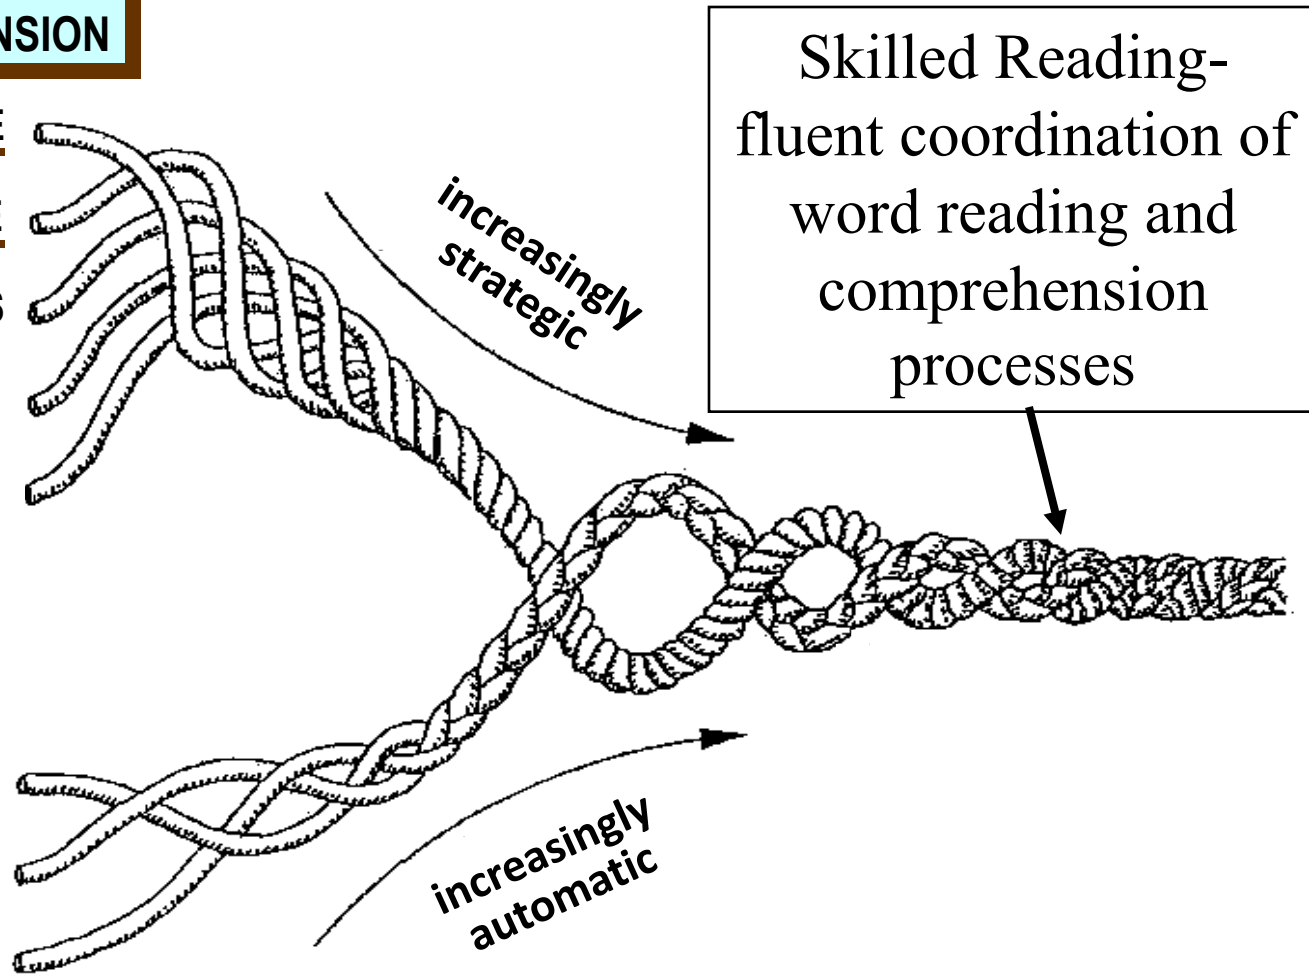 NSION
E
E
S
Skilled Reading-
fluent coordination of
word reading and
comprehension
processes
increasingly
strategic
increasingly
automatic